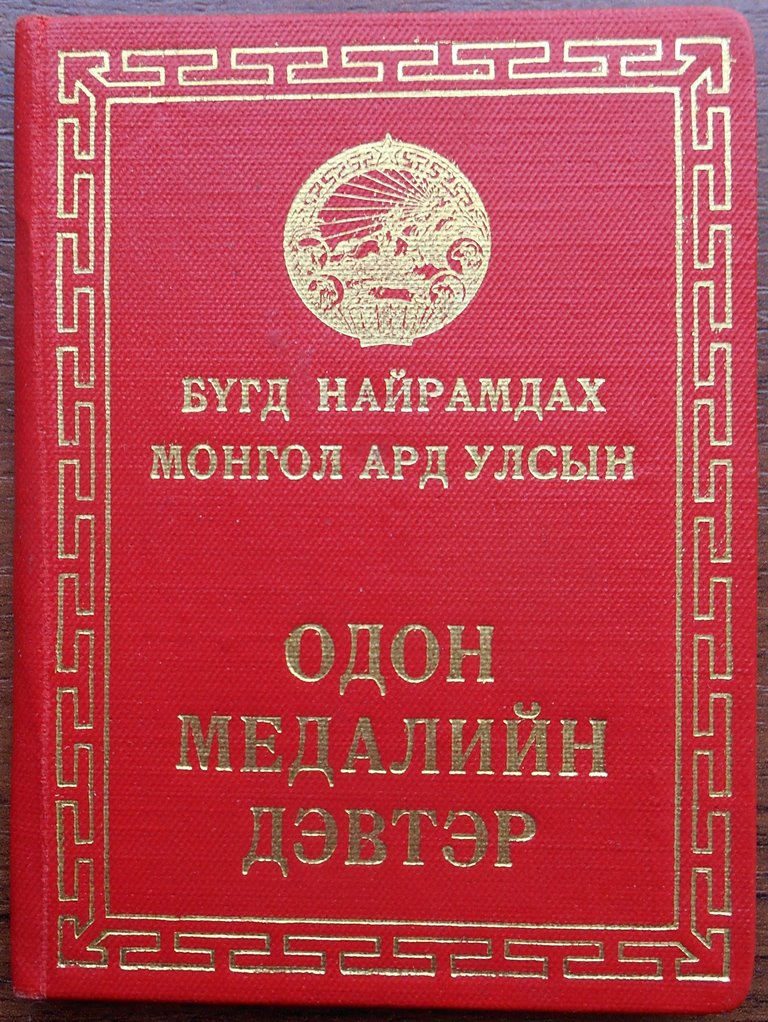 БҮГД НАЙРАМДАХ
МОНГОЛ АРД УЛСЫН
ОДОН
МЕДАЛИЙН
ДЭВТЭР